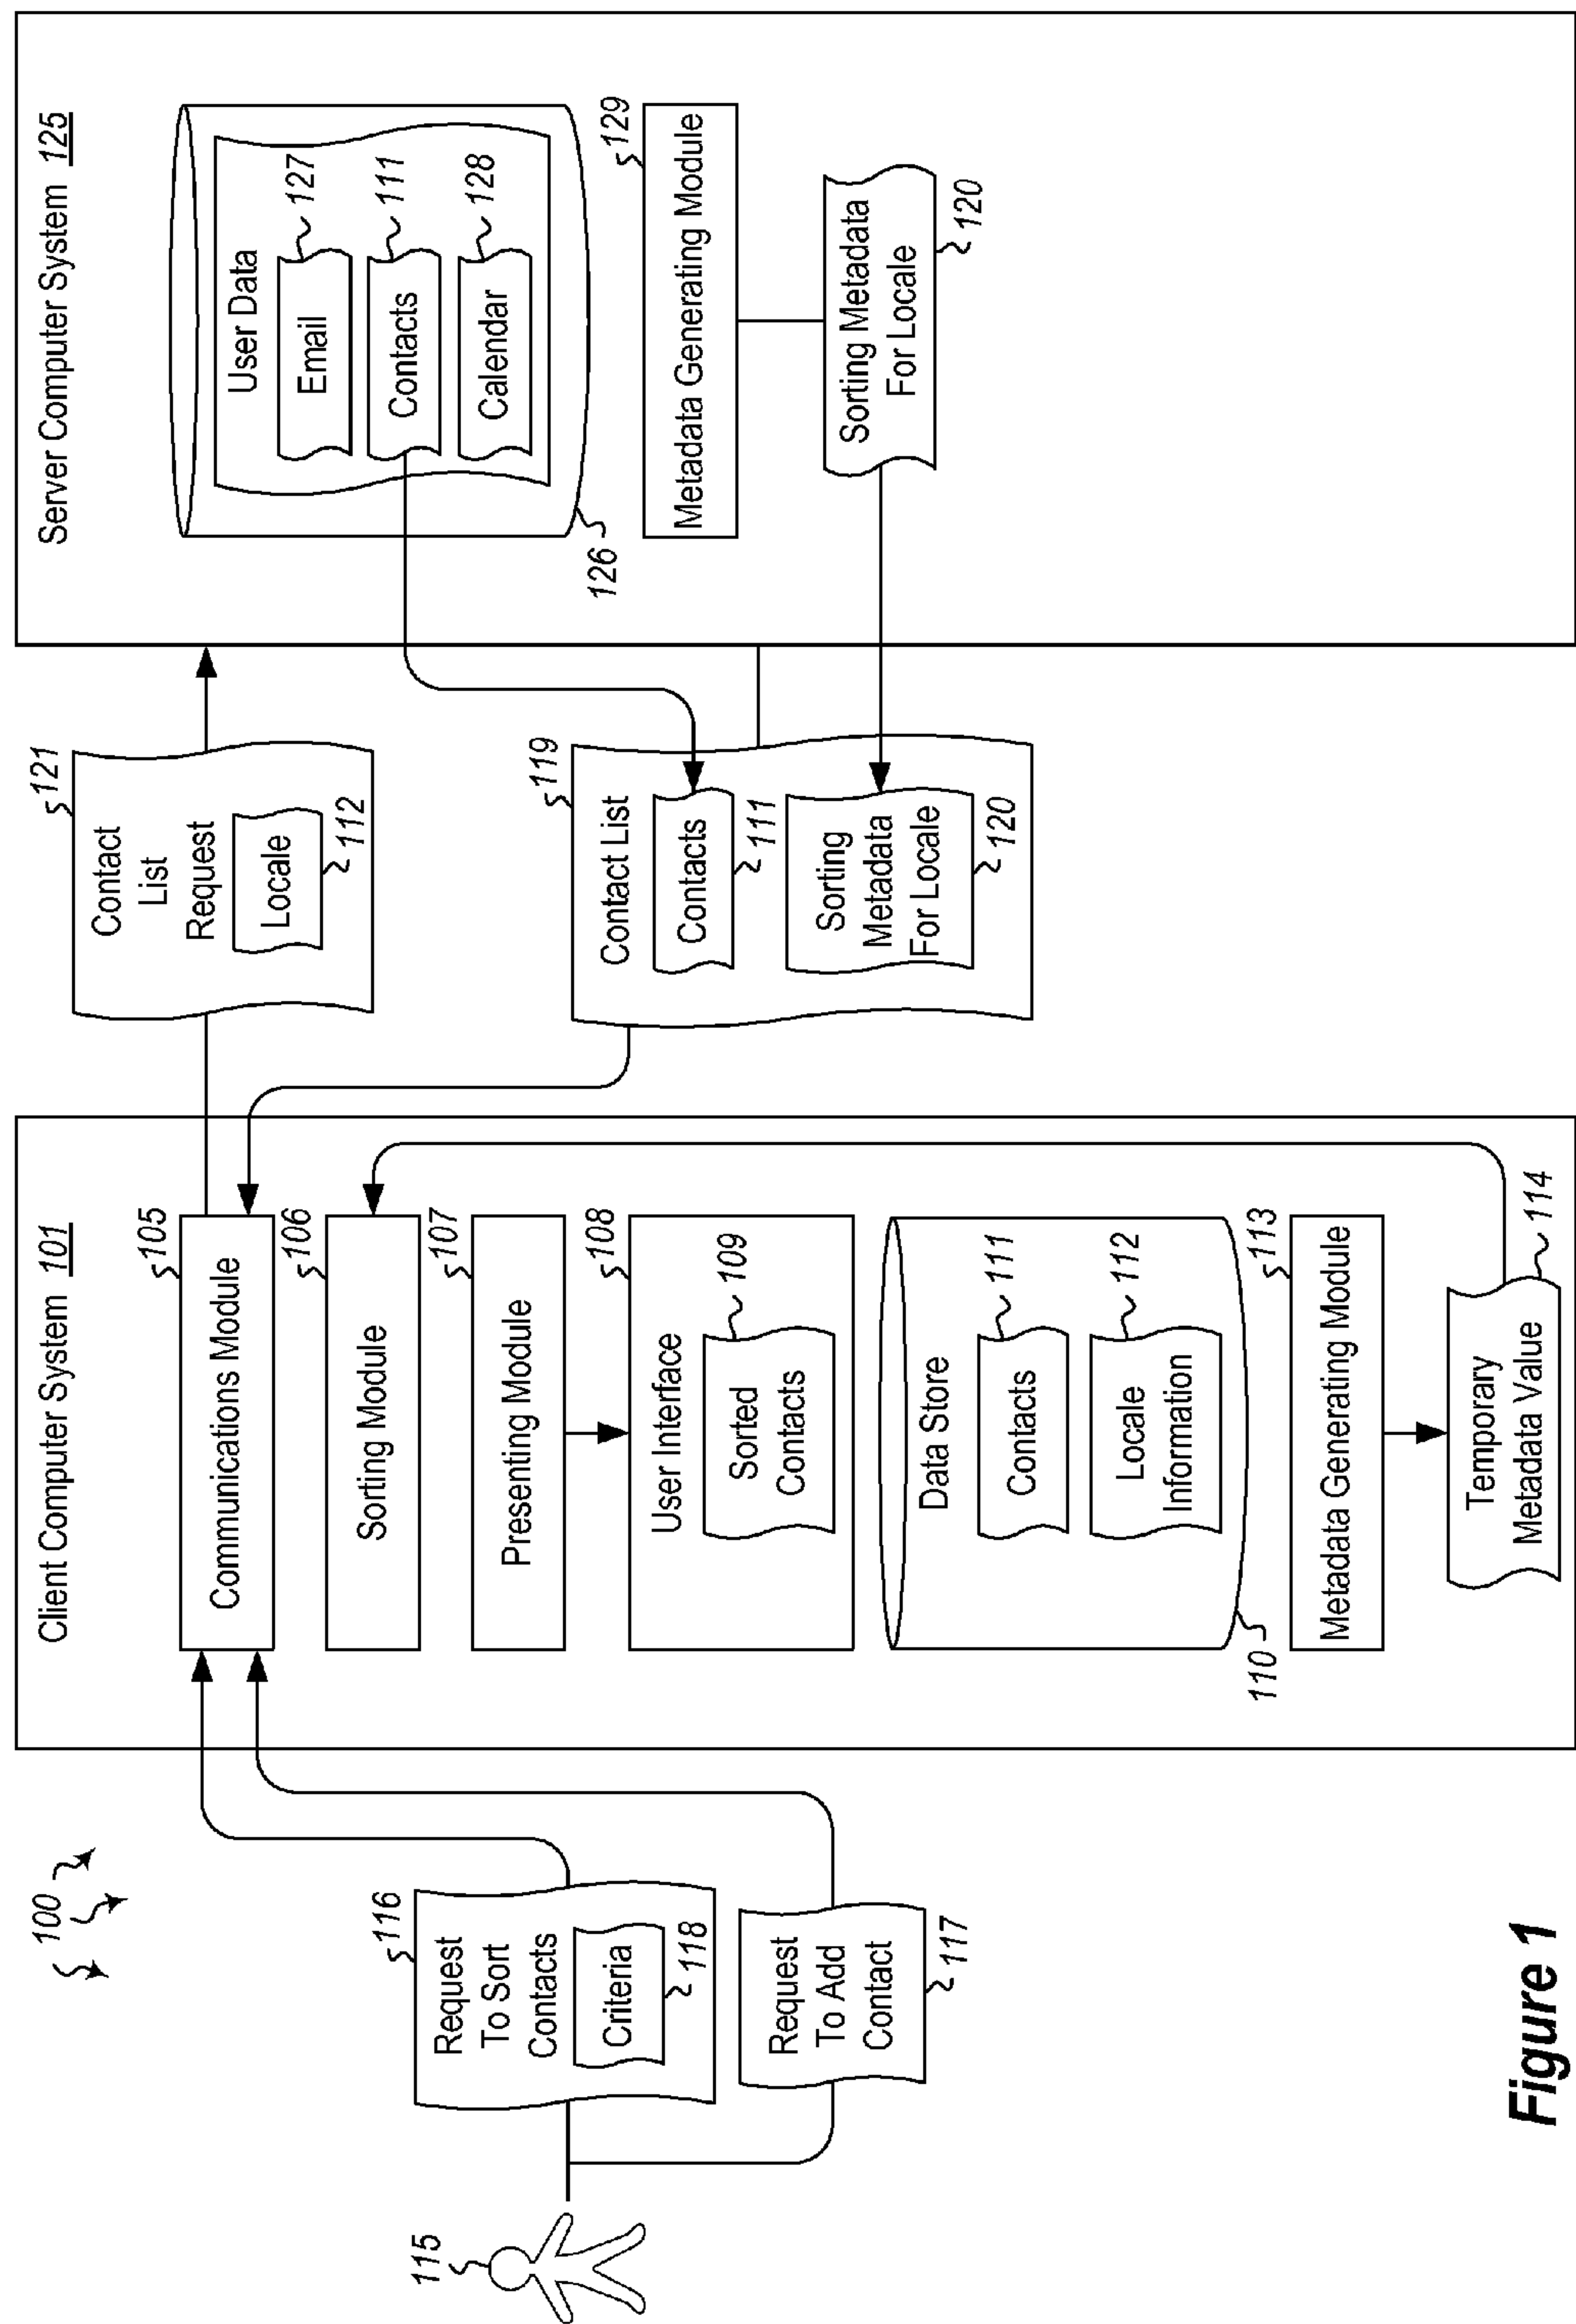 100
115
116
Request
To Sort
Contacts
Criteria
118
Request
To Add
Contact
117
Client Computer System 101
105
Communications Module
106
Sorting Module
107
Presenting Module
108
User Interface
109
Sorted
Contacts
Data Store
111
Contacts
112
Locale
Information
110
113
Metadata Generating Module
Temporary
Metadata Value
114
121
Contact
List
Request
Locale
112
119
Contact List
Contacts
111
Sorting
Metadata
For Locale
120
Server Computer System 125
User Data
127
Email
111
Contacts
128
Calendar
126
129
Metadata Generating Module
Sorting Metadata
For Locale
120
Figure 1